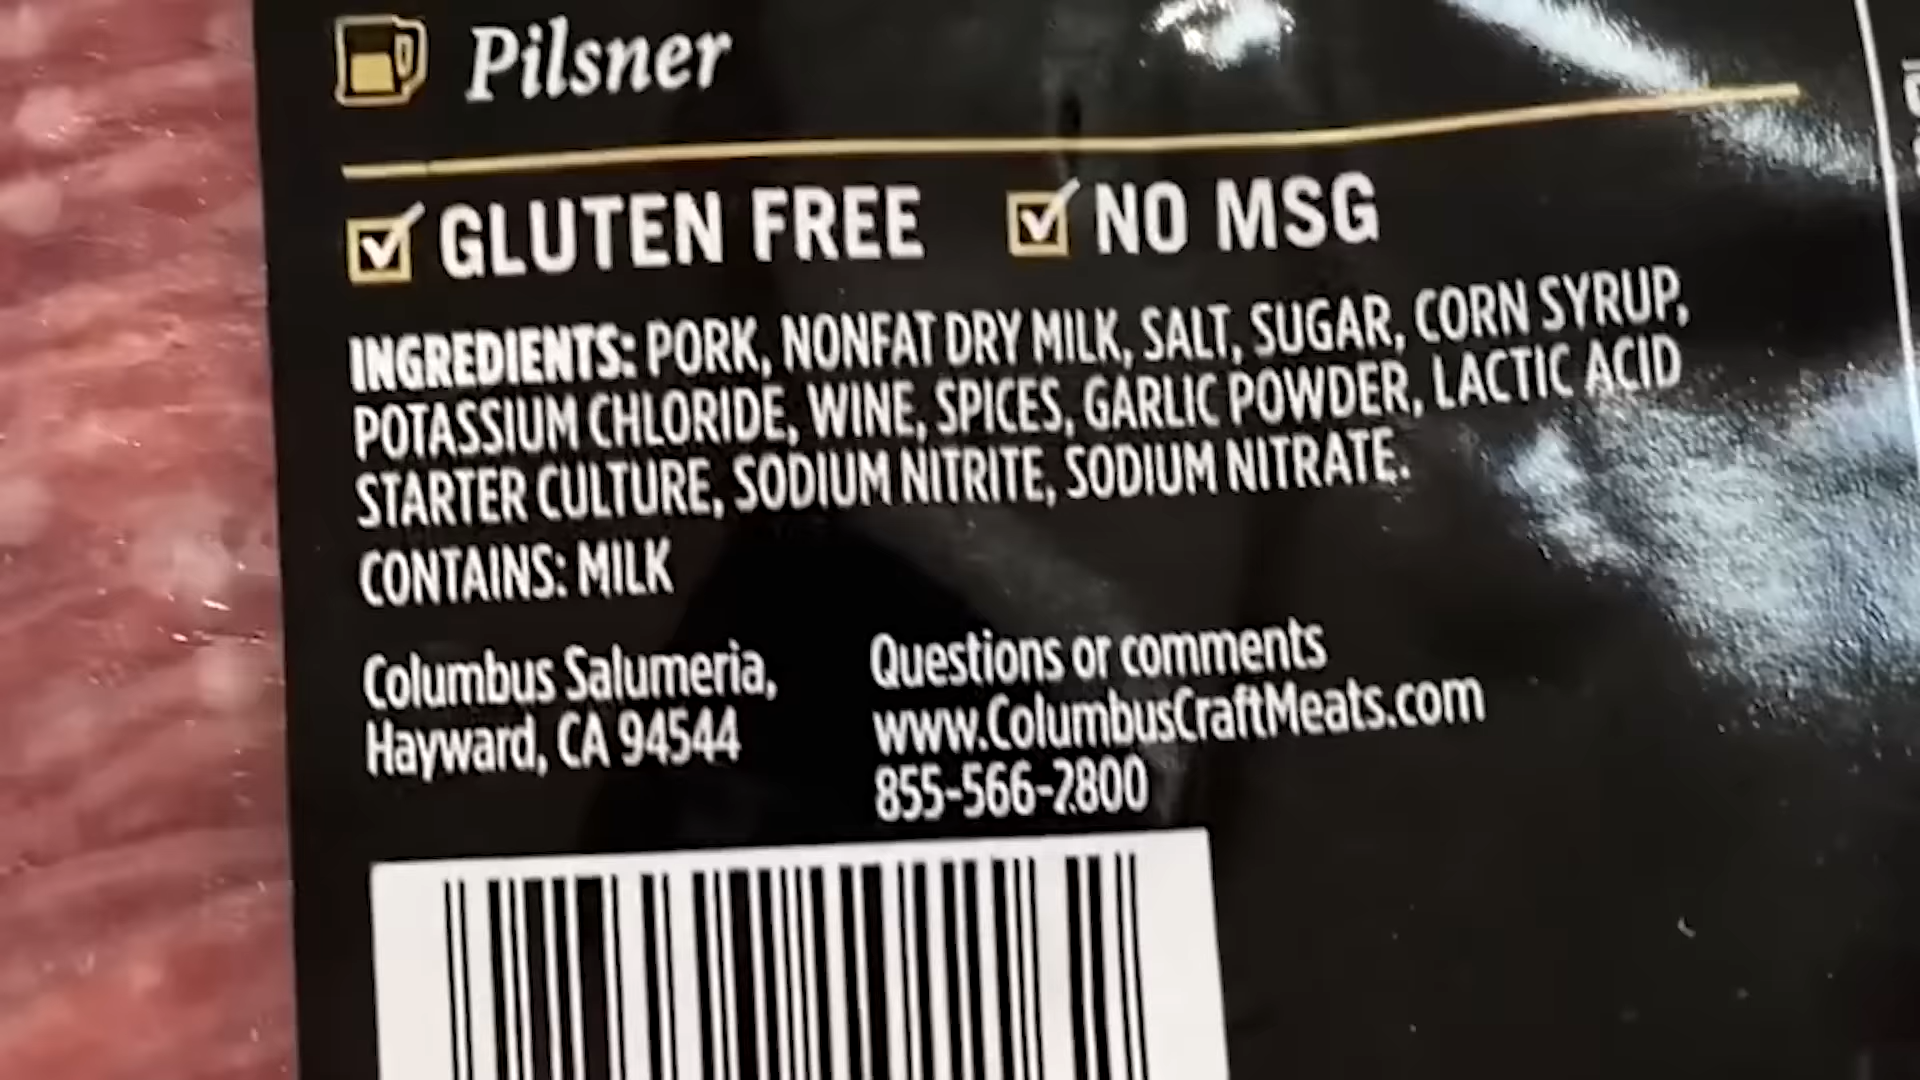 Pilsner
GLUTEN FREE NO MSG
INGREDIENTS: PORK, NONFAT DRY MILK, SALT, SUGAR, CORN SYRUP,
POTASSIUM CHLORIDE, WINE, SPICES, GARLIC POWDER, LACTIC ACID
STARTER CULTURE, SODIUM NITRITE, SODIUM NITRATE.
CONTAINS: MILK
Columbus Salumeria,
Hayward, CA 94544
Questions or comments
www.ColumbusCraftMeats.com
855-566-2800